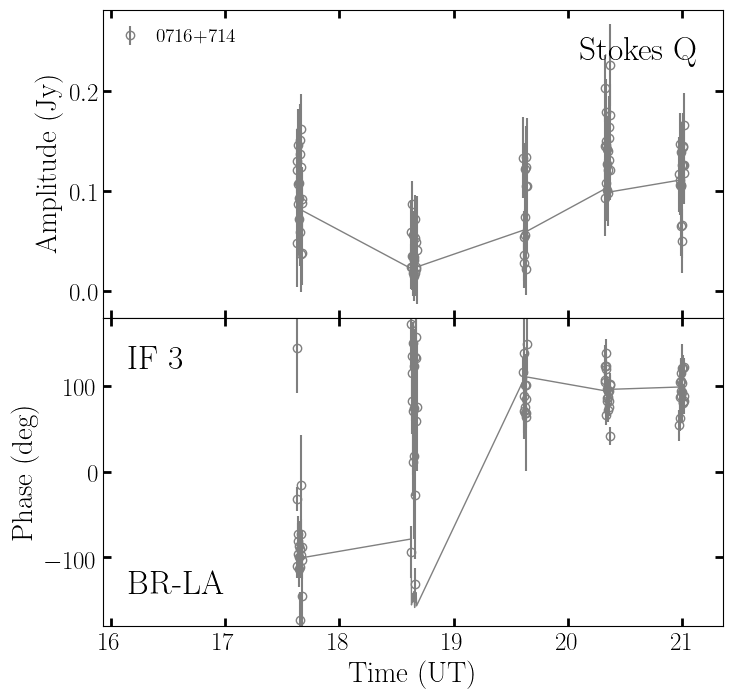 0716+714
Stokes Q
Amplitude (Jy)
0.2
0.1
0.0
IF 3
Phase (deg)
100
0
−100
BR-LA
16 17 18 19 20 21
Time (UT)